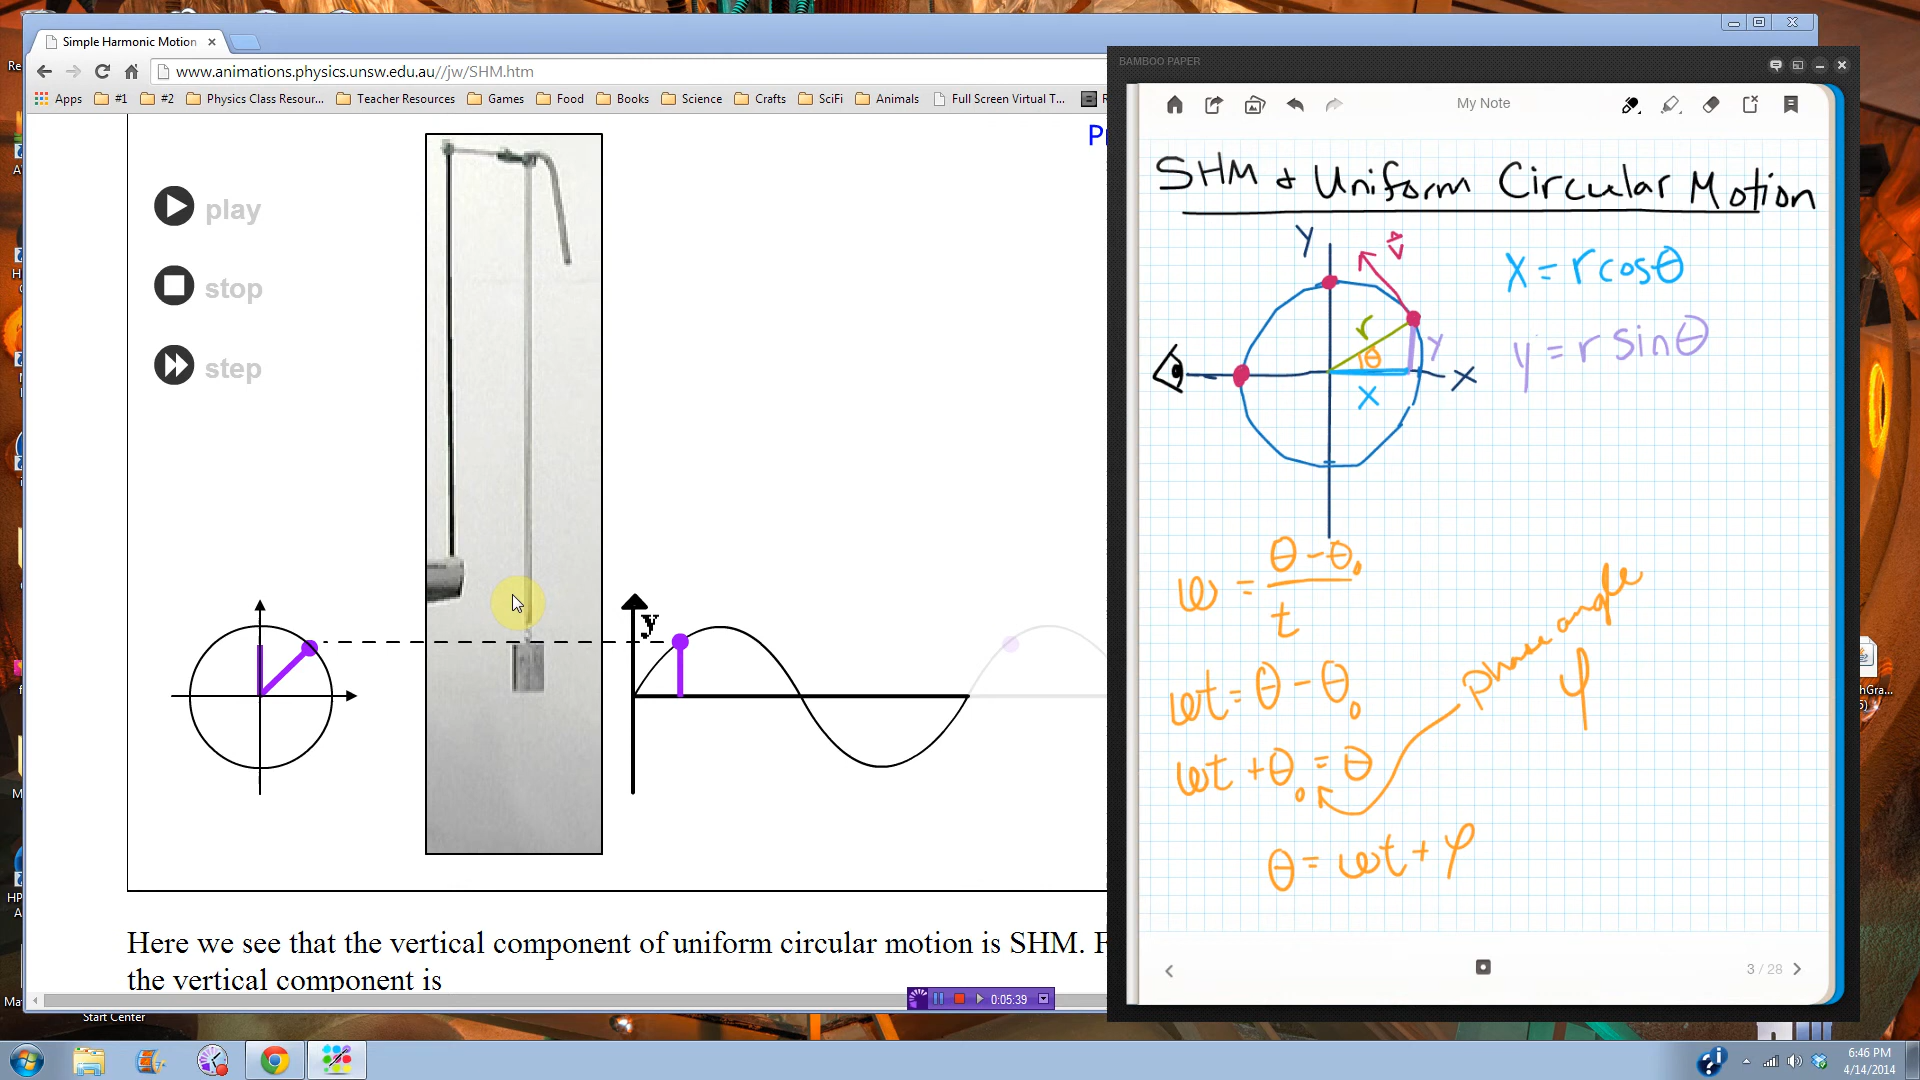 Simple Harmonic Motion
www.animations.physics.unsw.edu.au//jw/SHM.htm
Apps #1 #2 Physics Class Resour... Teacher Resources Games Food Books Science Crafts SciFi Animals Full Screen Virtual T...
play
stop
step
y
Here we see that the vertical component of uniform circular motion is SHM. F
the vertical component is
0:05:39
BAMBOO PAPER
My Note
SHM & Uniform Circular Motion
Y
v
x = r cosθ
r
y = r sinθ
θ
Y
X
X
ω = θ - θ₀ / t
phase angle
φ
ωt = θ - θ₀
ωt + θ₀ = θ
θ = ωt + φ
3 / 28
Start Center
6:46 PM
4/14/2014